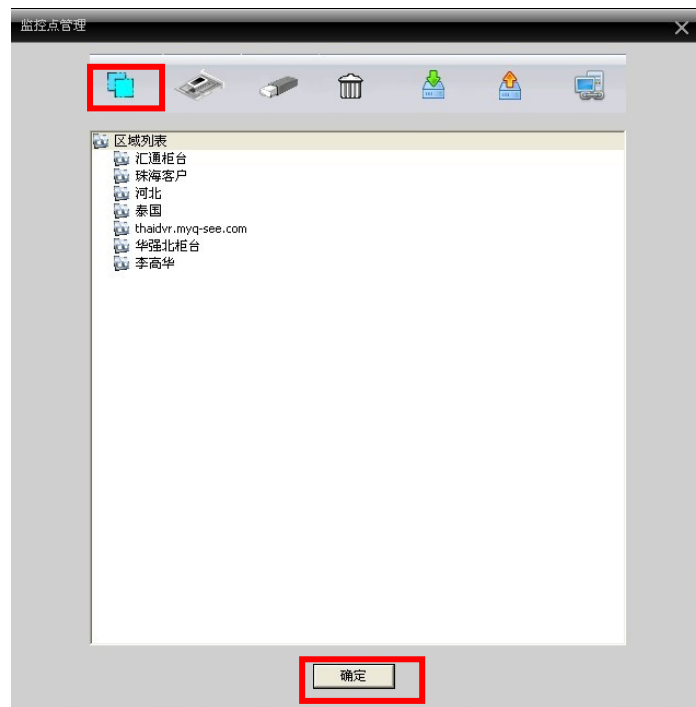 监控点管理
区域列表
汇通柜台
珠海客户
河北
泰国
thaidvr.myq-see.com
华强北柜台
李高华
确定